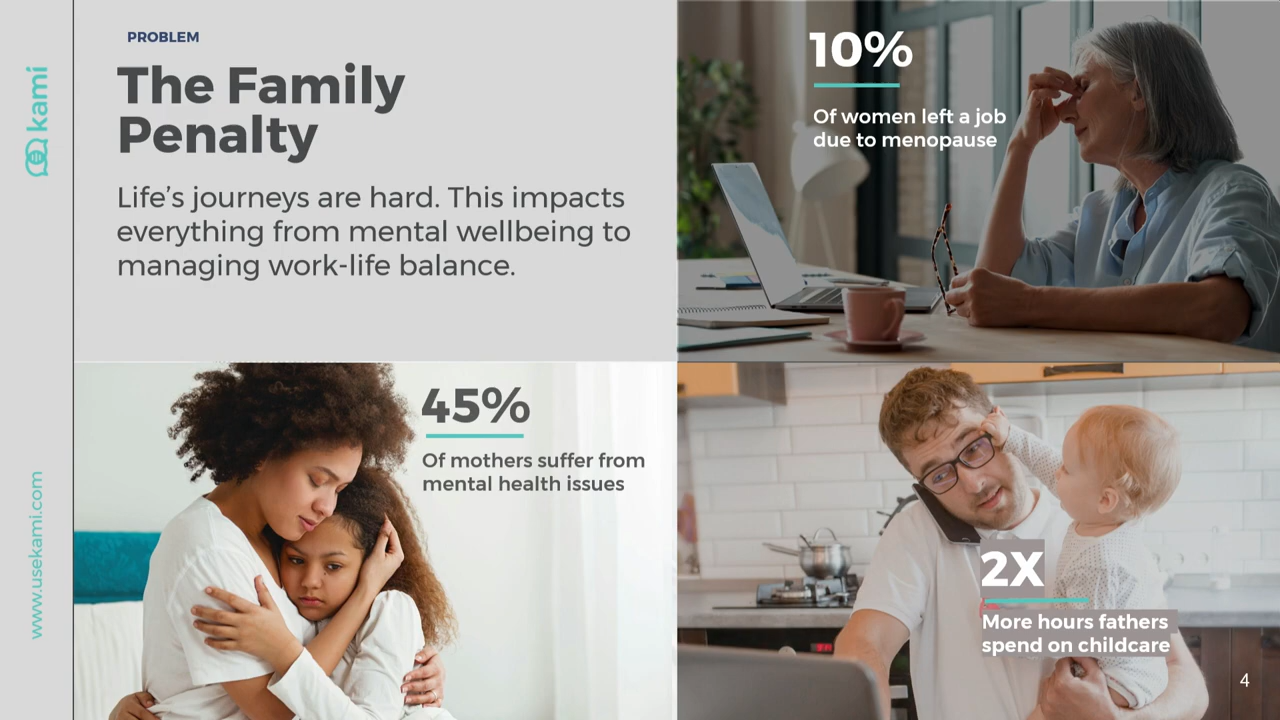 PROBLEM
The Family
Penalty
Life's journeys are hard. This impacts
everything from mental wellbeing to
managing work-life balance.
10%
Of women left a job
due to menopause
45%
Of mothers suffer from
mental health issues
2X
More hours fathers
spend on childcare
4
kami
www.usekami.com